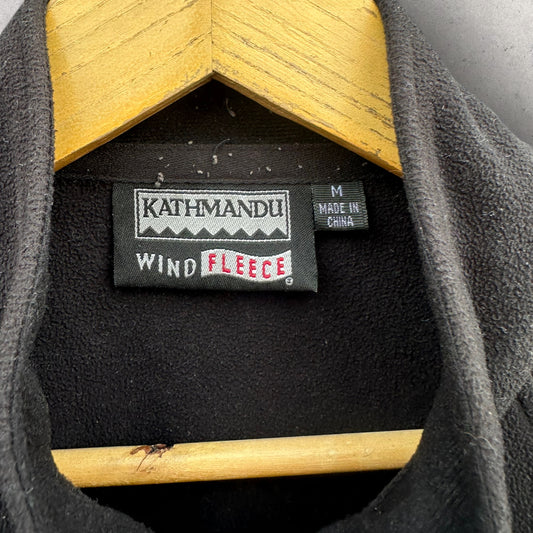 KATHMANDU
WIND FLEECE
M
MADE IN
CHINA